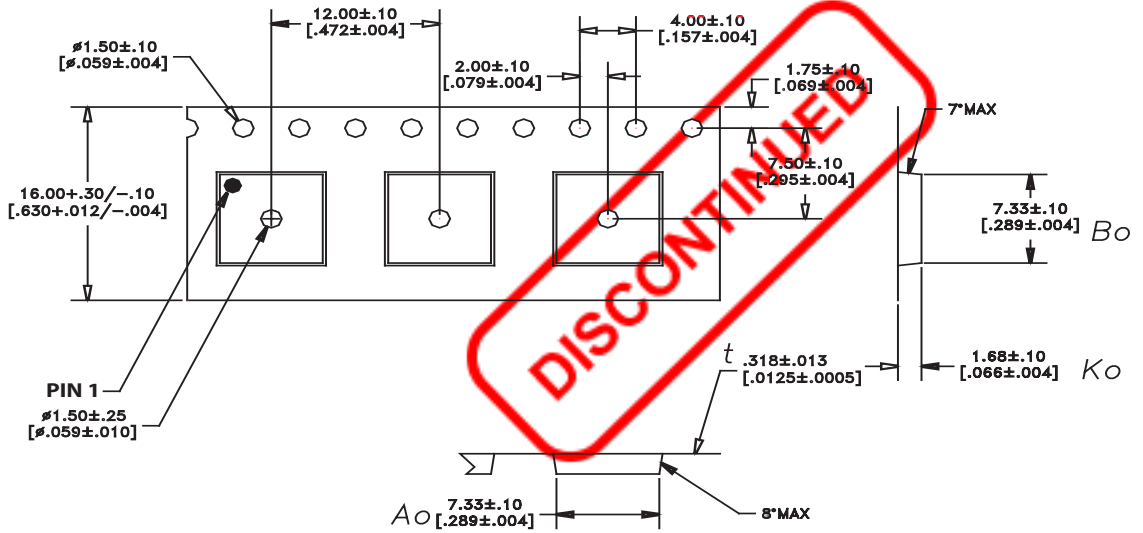 12.00±.10
[.472±.004]
4.00±.10
[.157±.004]
ø1.50±.10
[ø.059±.004]
2.00±.10
[.079±.004]
1.75±.10
[.069±.004]
7°MAX
7.50±.10
[.295±.004]
16.00+.30/-.10
[.630+.012/-.004]
7.33±.10
[.289±.004]
Bo
DISCONTINUED
t
.318±.013
[.0125±.0005]
1.68±.10
[.066±.004]
Ko
PIN 1
ø1.50±.25
[ø.059±.010]
Ao
7.33±.10
[.289±.004]
8°MAX